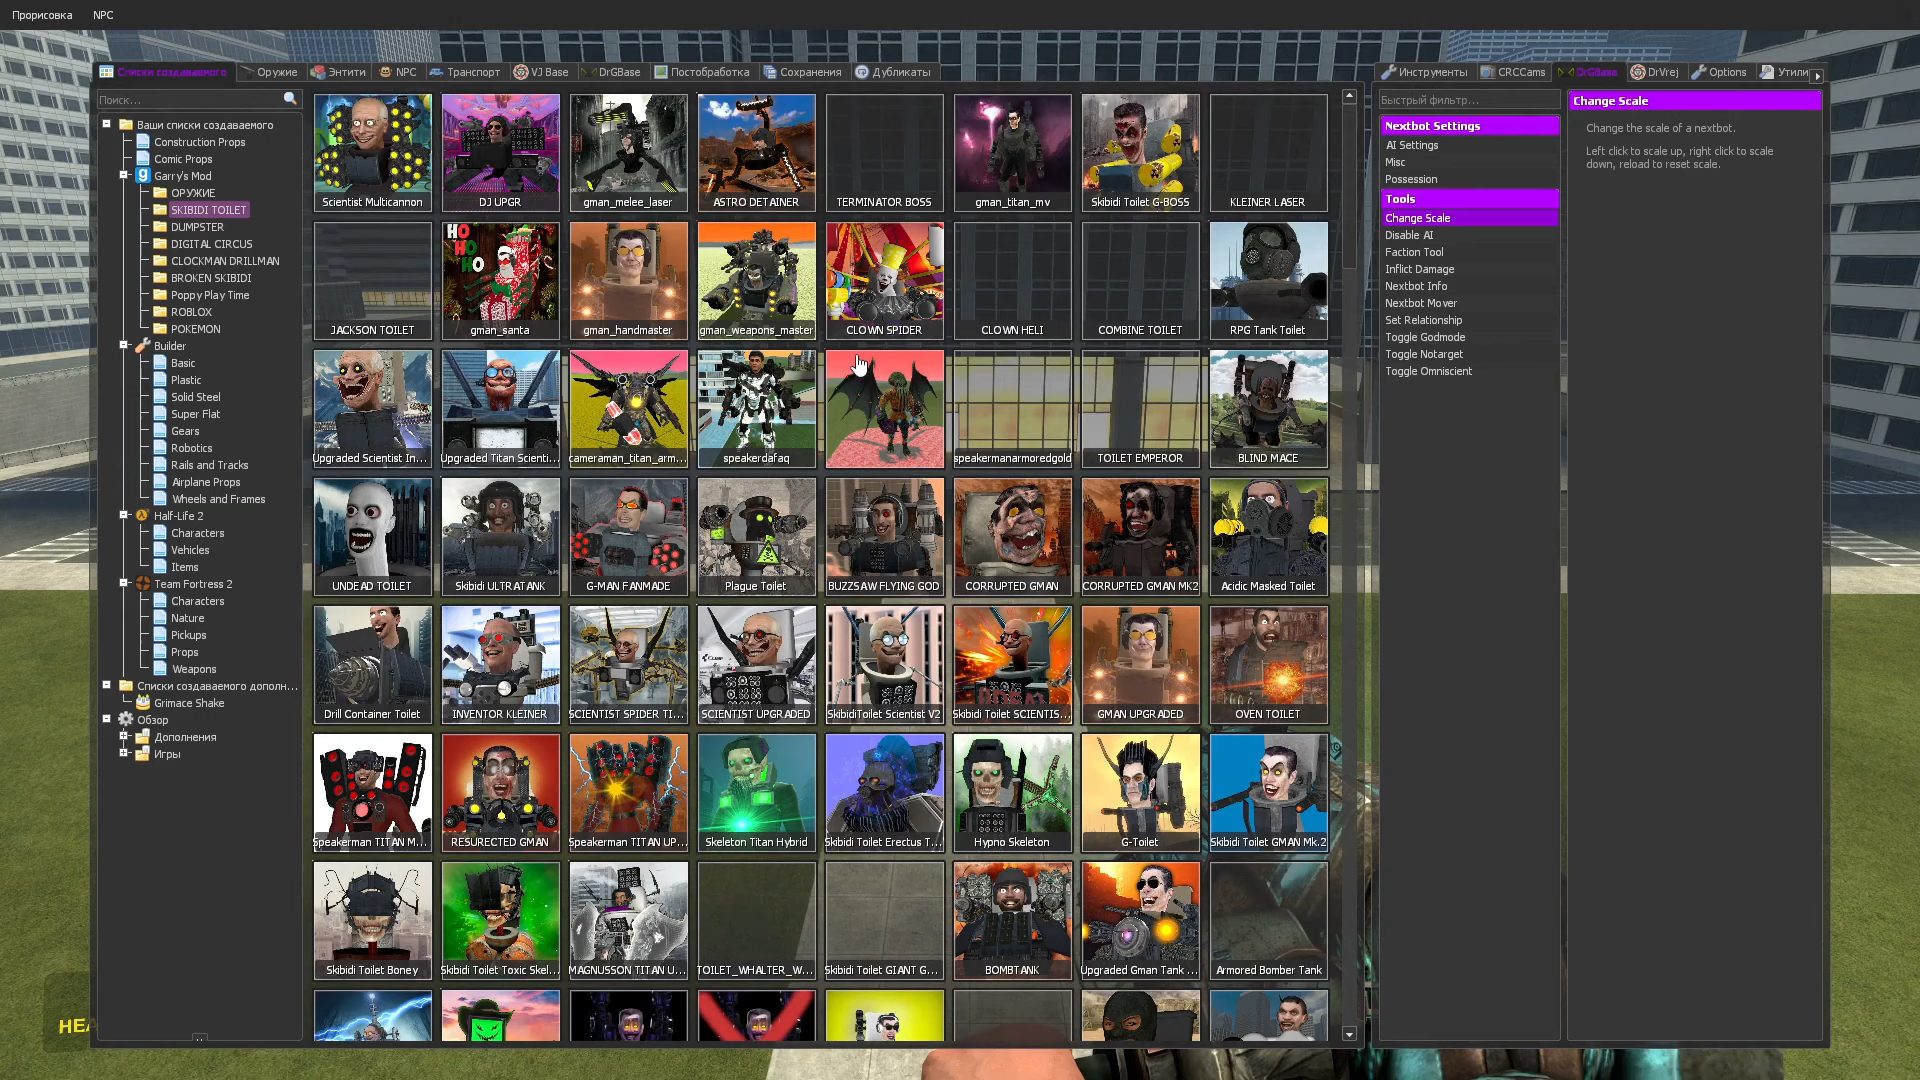 Прорисовка NPC
Списки создаваемого Оружие Энтити NPC Транспорт VJ Base DrGBase Постобработка Сохранения Дубликаты
Поиск...
Ваши списки создаваемого
Construction Props
Comic Props
Garry's Mod
ОРУЖИЕ
SKIBIDI TOILET
DUMPSTER
DIGITAL CIRCUS
CLOCKMAN DRILLMAN
BROKEN SKIBIDI
Poppy Play Time
ROBLOX
POKEMON
Builder
Basic
Plastic
Solid Steel
Super Flat
Gears
Robotics
Rails and Tracks
Airplane Props
Wheels and Frames
Half-Life 2
Characters
Vehicles
Items
Team Fortress 2
Characters
Nature
Pickups
Props
Weapons
Списки создаваемого дополн...
Grimace Shake
Обзор
Дополнения
Игры
Scientist Multicannon DJ UPGR gman_melee_laser ASTRO DETAINER TERMINATOR BOSS gman_titan_mv Skibidi Toilet G-BOSS KLEINER LASER
HO HO HO
JACKSON TOILET gman_santa gman_handmaster gman_weapons_master CLOWN SPIDER CLOWN HELI COMBINE TOILET RPG Tank Toilet
Upgraded Scientist In... Upgraded Titan Scienti... cameraman_titan_arm... speakerdafaq speakermanarmoredgold TOILET EMPEROR BLIND MACE
UNDEAD TOILET Skibidi ULTRATANK G-MAN FANMADE Plague Toilet BUZZSAW FLYING GOD CORRUPTED GMAN CORRUPTED GMAN MK2 Acidic Masked Toilet
Drill Container Toilet INVENTOR KLEINER SCIENTIST SPIDER TI... SCIENTIST UPGRADED SkibidiToilet Scientist V2 Skibidi Toilet SCIENTIS... GMAN UPGRADED OVEN TOILET
Speakerman TITAN M... RESURECTED GMAN Speakerman TITAN UP... Skeleton Titan Hybrid Skibidi Toilet Erectus T... Hypno Skeleton G-Toilet Skibidi Toilet GMAN Mk.2
Skibidi Toilet Boney Skibidi Toilet Toxic Skel... MAGNUSSON TITAN U... TOILET_WHALTER_W... Skibidi Toilet GIANT G... BOMBTANK Upgraded Gman Tank ... Armored Bomber Tank
HEA
Инструменты CRCCams DrGBase DrVrej Options Утили
Быстрый фильтр...
Nextbot Settings
AI Settings
Misc
Possession
Tools
Change Scale
Disable AI
Faction Tool
Inflict Damage
Nextbot Info
Nextbot Mover
Set Relationship
Toggle Godmode
Toggle Notarget
Toggle Omniscient
Change Scale
Change the scale of a nextbot.
Left click to scale up, right click to scale
down, reload to reset scale.